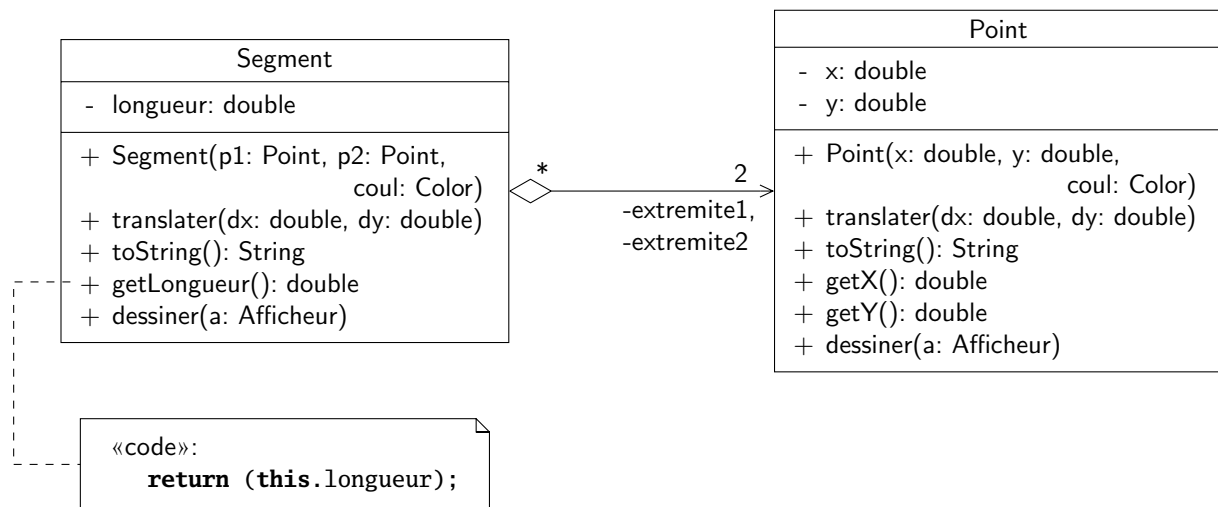 Segment
- longueur: double
+ Segment(p1: Point, p2: Point,
coul: Color)
+ translater(dx: double, dy: double)
+ toString(): String
+ getLongueur(): double
+ dessiner(a: Afficheur)
* 2
-extremite1,
-extremite2
Point
- x: double
- y: double
+ Point(x: double, y: double,
coul: Color)
+ translater(dx: double, dy: double)
+ toString(): String
+ getX(): double
+ getY(): double
+ dessiner(a: Afficheur)
«code»:
return (this.longueur);